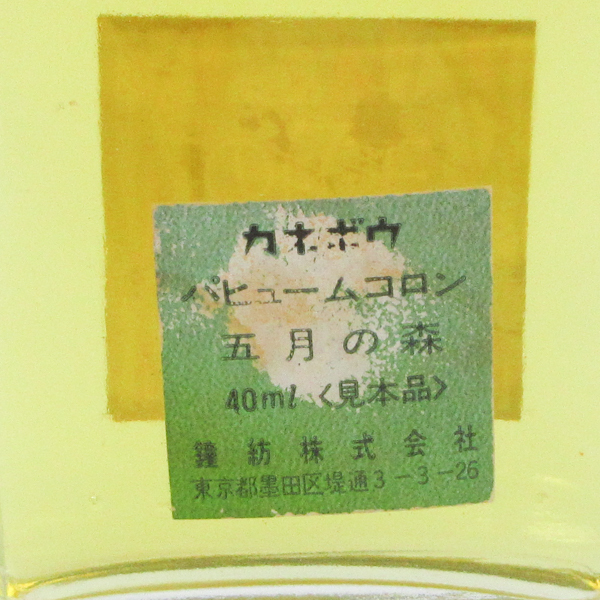 カネボウ
パヒュームコロン
五月の森
40ml〈見本品〉
鐘紡株式会社
東京都墨田区堤通3-3-26